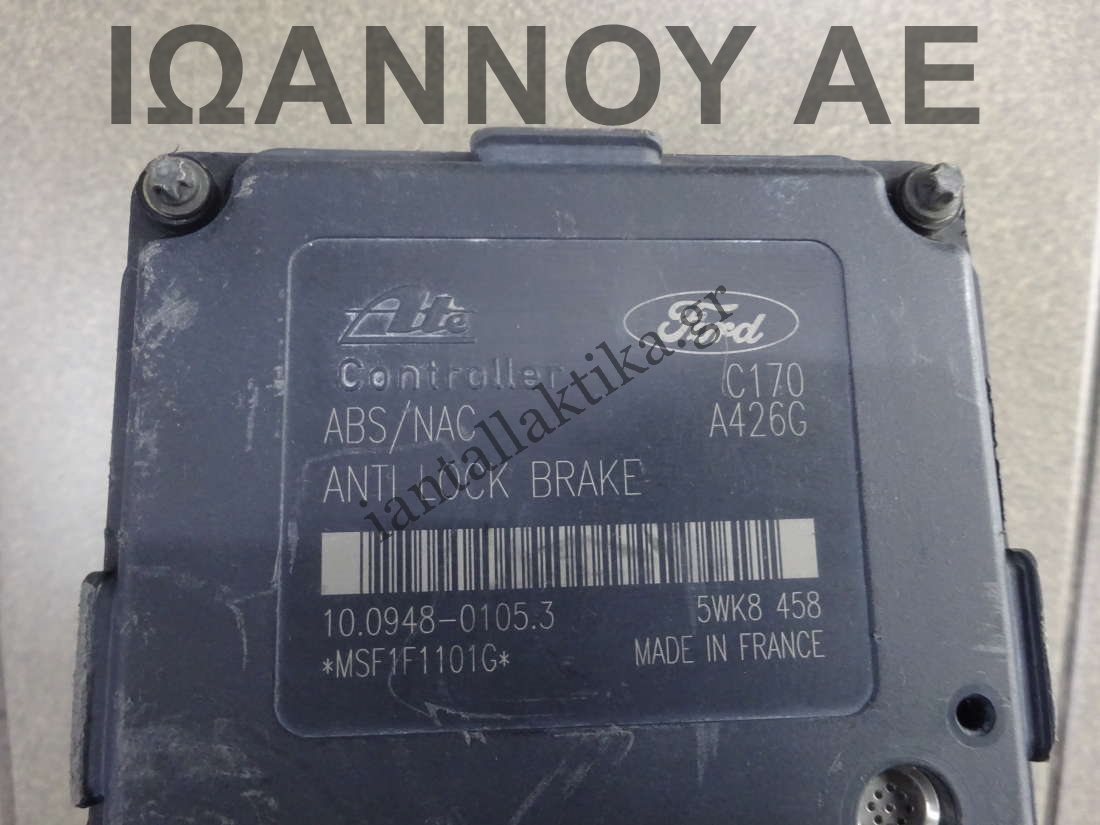 ΙΩΑΝΝΟΥ ΑΕ
Ate
Ford
Controller
C170
ABS/NAC
A426G
ANTI LOCK BRAKE
iantallaktika.gr
10.0948-0105.3
5WK8 458
*MSF1F1101G*
MADE IN FRANCE